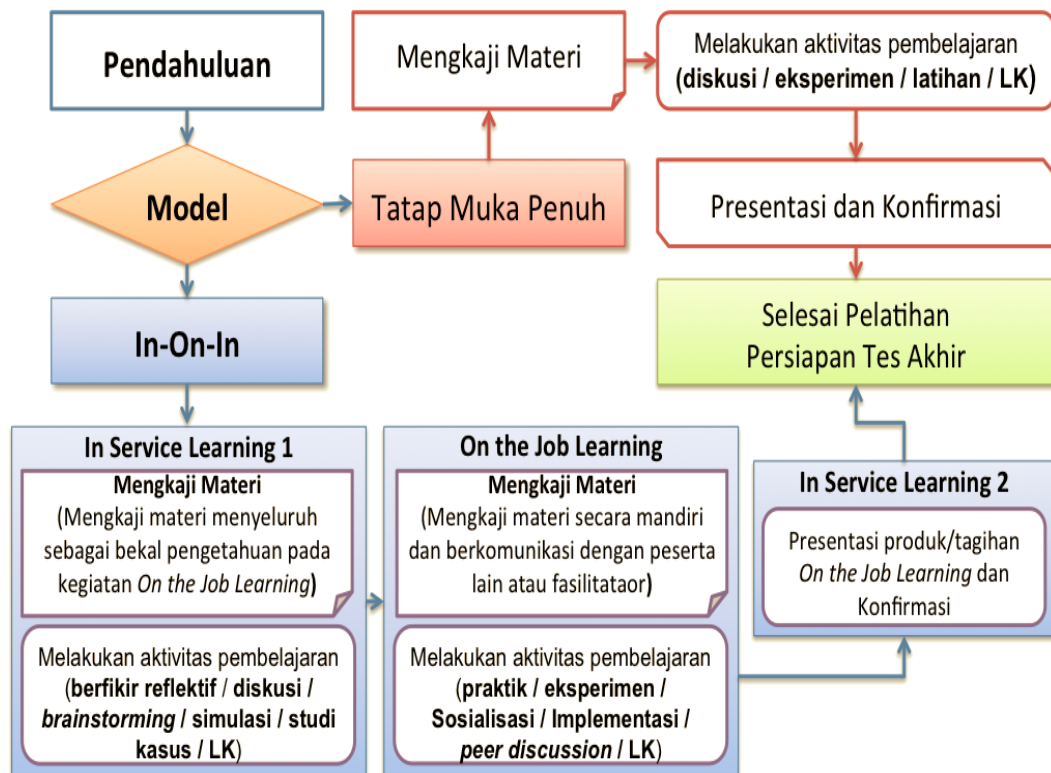 Pendahuluan
Model
Tatap Muka Penuh
Mengkaji Materi
Melakukan aktivitas pembelajaran
(diskusi / eksperimen / latihan / LK)
Presentasi dan Konfirmasi
Selesai Pelatihan
Persiapan Tes Akhir
In-On-In
In Service Learning 1
Mengkaji Materi
(Mengkaji materi menyeluruh
sebagai bekal pengetahuan pada
kegiatan On the Job Learning)
Melakukan aktivitas pembelajaran
(berfikir reflektif / diskusi /
brainstorming / simulasi / studi
kasus / LK)
On the Job Learning
Mengkaji Materi
(Mengkaji materi secara mandiri
dan berkomunikasi dengan peserta
lain atau fasilitataor)
Melakukan aktivitas pembelajaran
(praktik / eksperimen /
Sosialisasi / Implementasi /
peer discussion / LK)
In Service Learning 2
Presentasi produk/tagihan
On the Job Learning dan
Konfirmasi